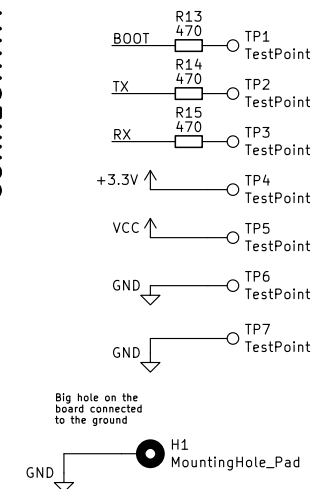 R13
470
BOOT
TP1
TestPoint
R14
470
TX
TP2
TestPoint
R15
470
RX
TP3
TestPoint
+3.3V
TP4
TestPoint
VCC
TP5
TestPoint
GND
TP6
TestPoint
GND
TP7
TestPoint
Big hole on the
board connected
to the ground
H1
MountingHole_Pad
GND